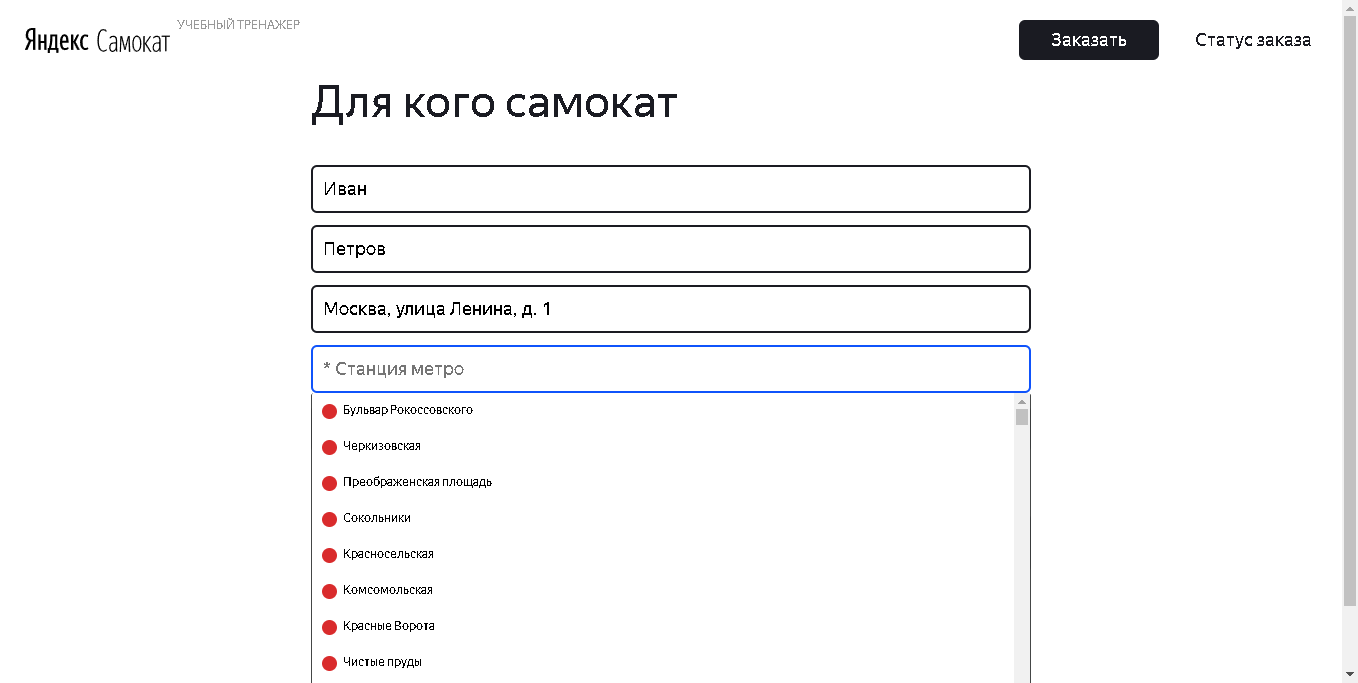 Яндекс Самокат
УЧЕБНЫЙ ТРЕНАЖЕР
Заказать
Статус заказа
Для кого самокат
Иван
Петров
Москва, улица Ленина, д. 1
* Станция метро
Бульвар Рокоссовского
Черкизовская
Преображенская площадь
Сокольники
Красносельская
Комсомольская
Красные Ворота
Чистые пруды